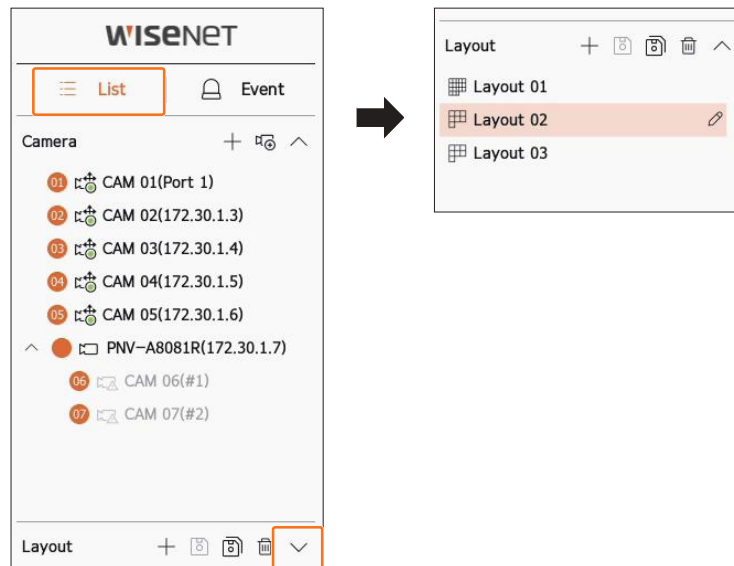 WISENET
List Event
Camera
01 CAM 01(Port 1)
02 CAM 02(172.30.1.3)
03 CAM 03(172.30.1.4)
04 CAM 04(172.30.1.5)
05 CAM 05(172.30.1.6)
PNV-A8081R(172.30.1.7)
06 CAM 06(#1)
07 CAM 07(#2)
Layout
Layout
Layout 01
Layout 02
Layout 03